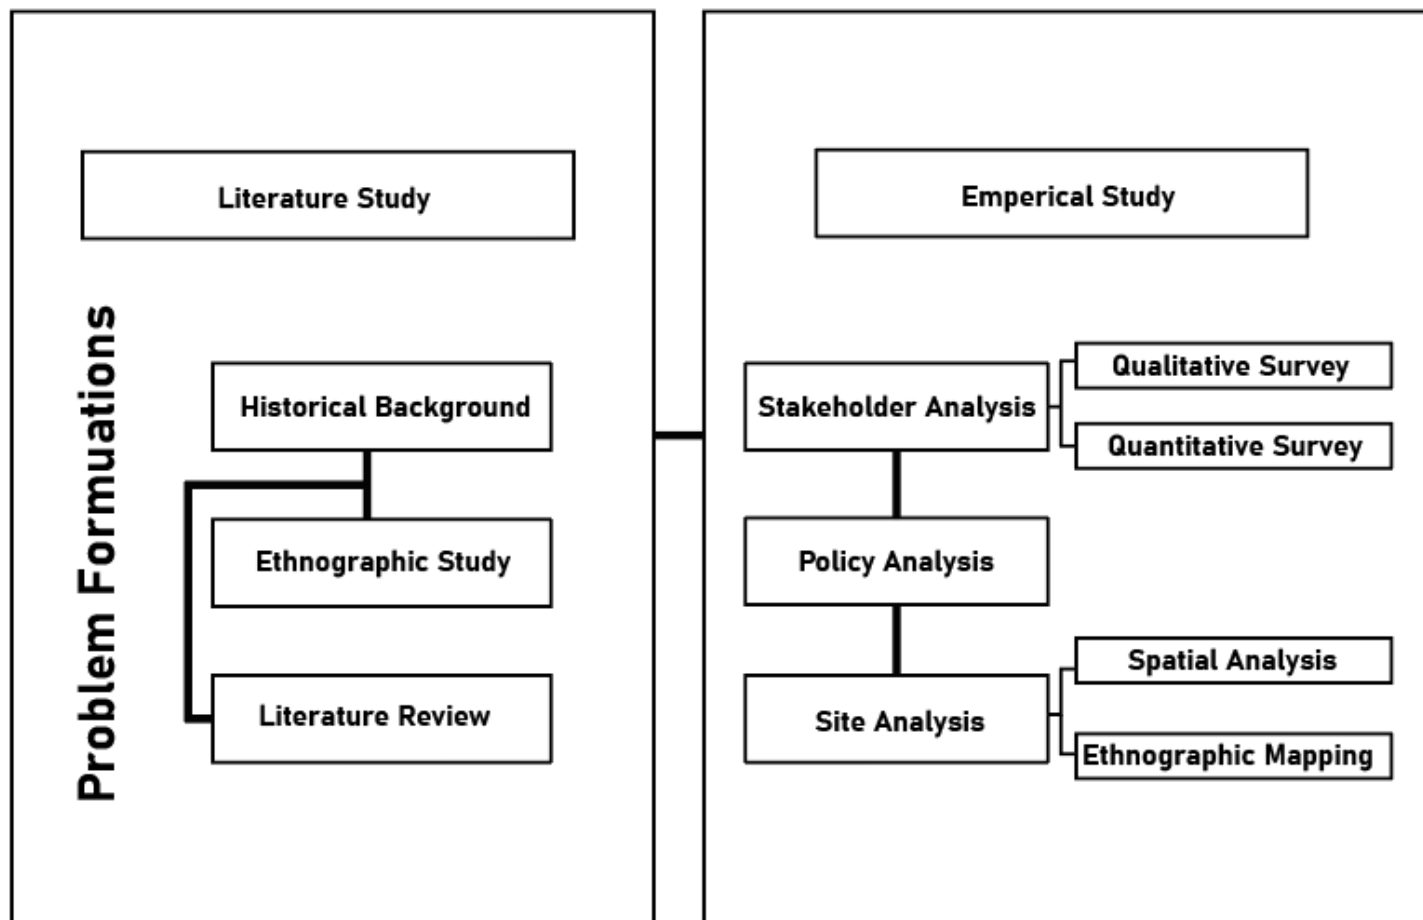 Literature Study
Problem Formuations
Historical Background
Ethnographic Study
Literature Review
Emperical Study
Stakeholder Analysis
Qualitative Survey
Quantitative Survey
Policy Analysis
Site Analysis
Spatial Analysis
Ethnographic Mapping